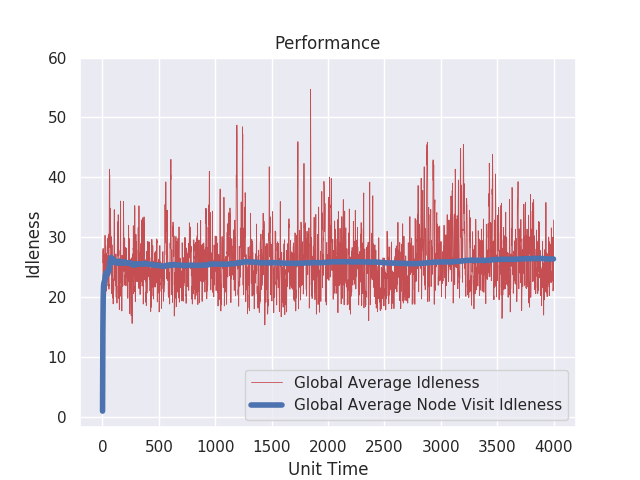 Performance
60
50
40
30
20
10
0
Idleness
Global Average Idleness
Global Average Node Visit Idleness
0 500 1000 1500 2000 2500 3000 3500 4000
Unit Time